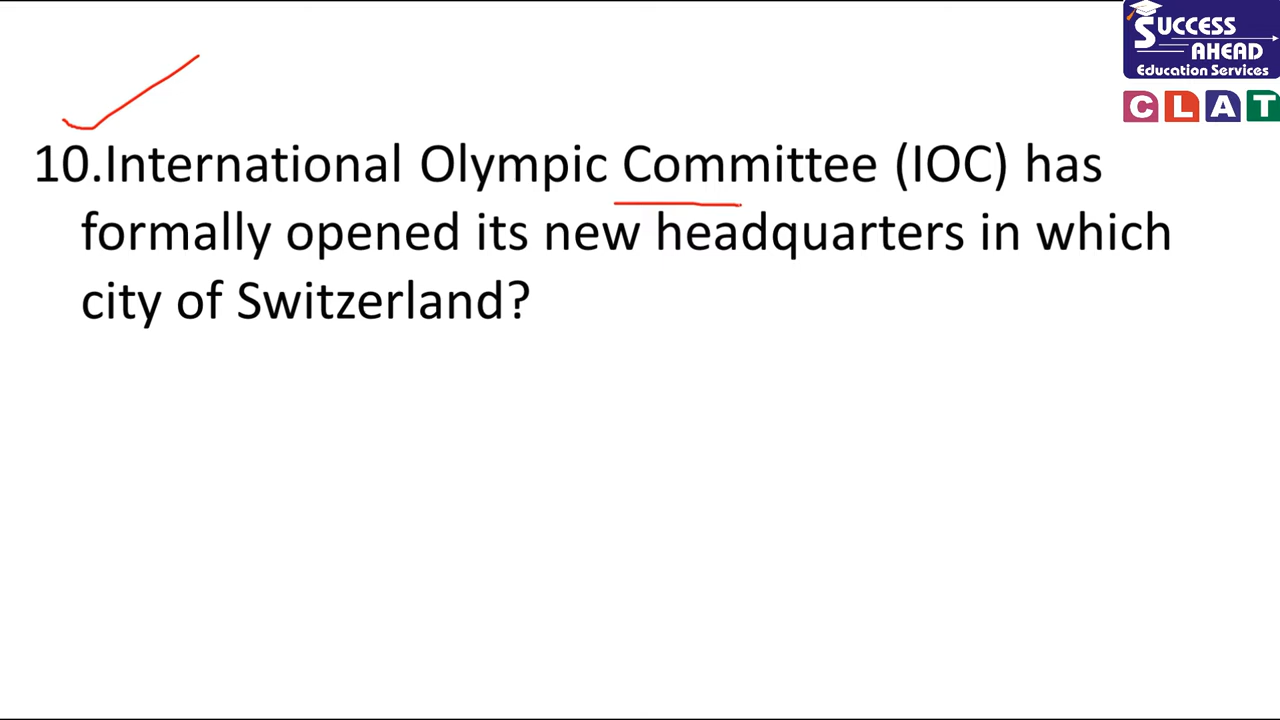 SUCCESS
AHEAD
Education Services
CLAT
10.International Olympic Committee (IOC) has
formally opened its new headquarters in which
city of Switzerland?